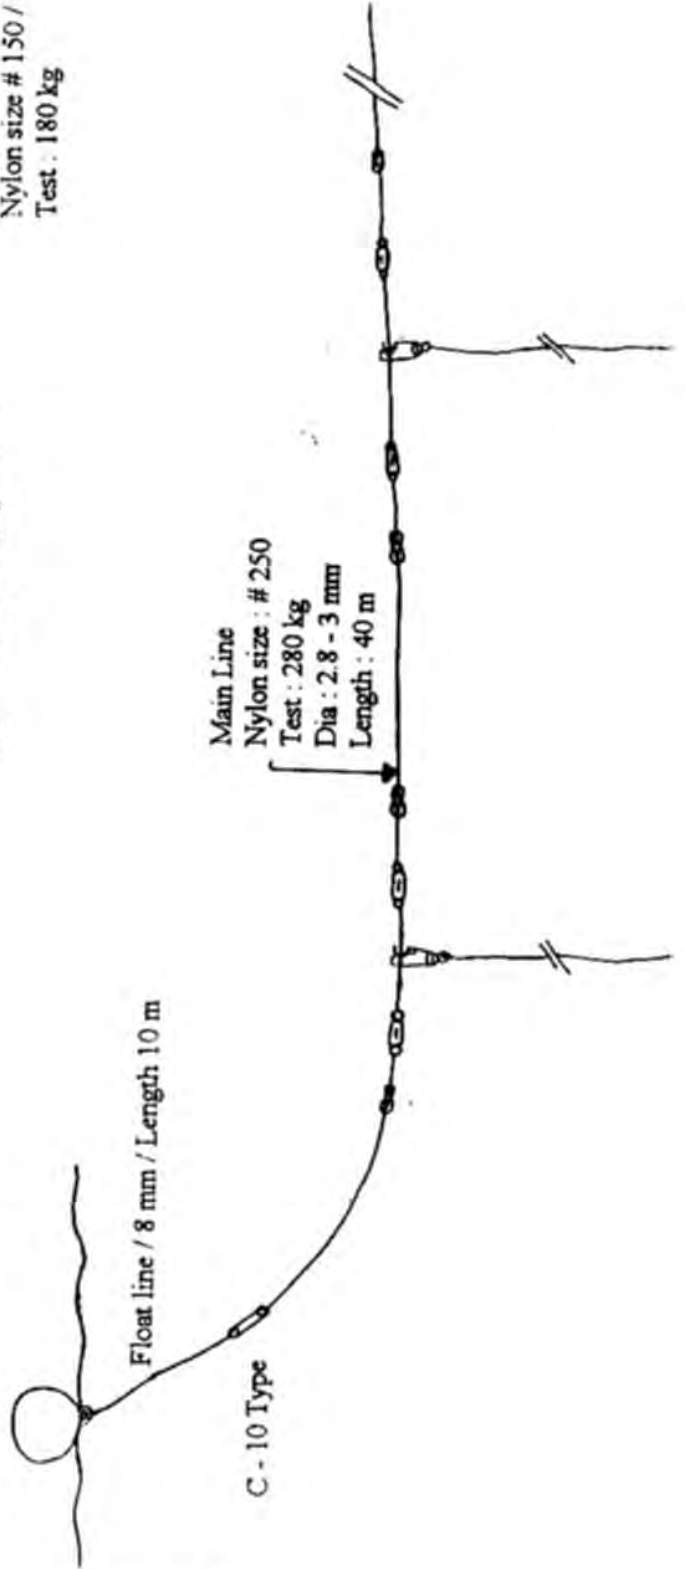 Nylon size # 150 /
Test : 180 kg
Main Line
Nylon size : # 250
Test : 280 kg
Dia : 2.8 - 3 mm
Length : 40 m
Float line / 8 mm / Length 10 m
C - 10 Type